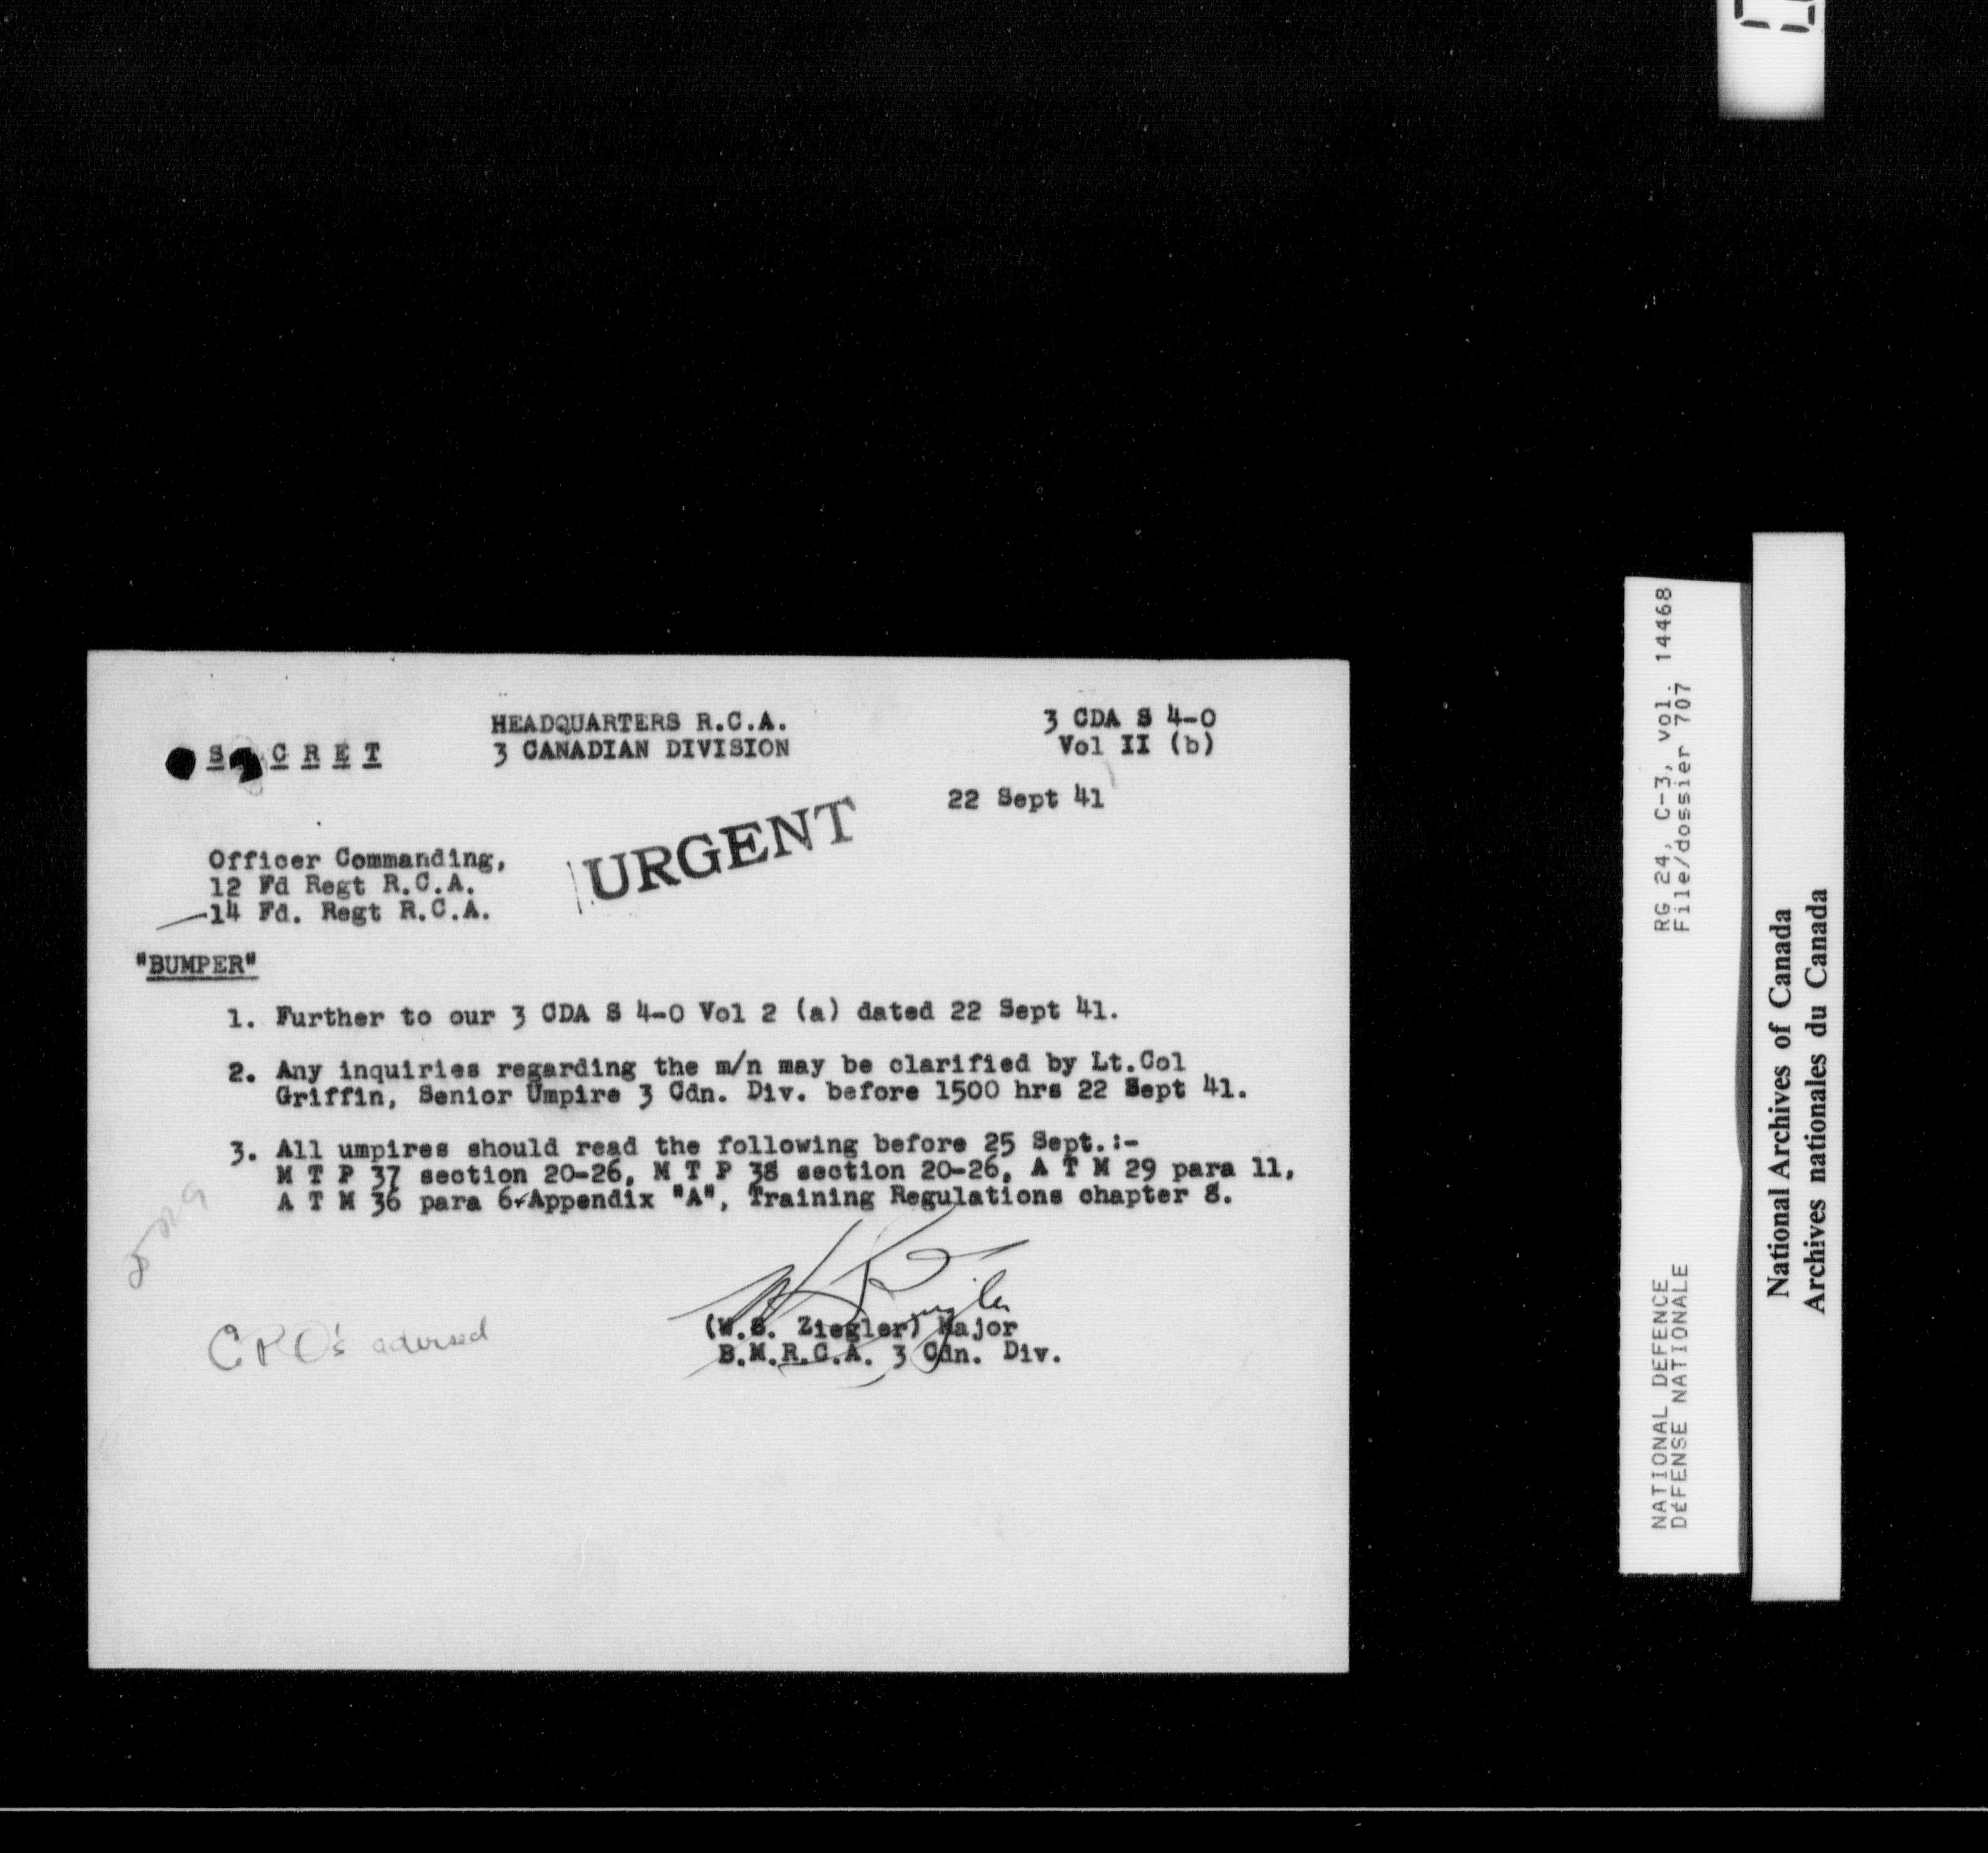 HEADQUARTERS R.C.A.
3 CANADIAN DIVISION
S E C R E T
3 CDA S 4-0
Vol II (b)
22 Sept 41
URGENT
Officer Commanding,
12 Fd Regt R.C.A.
14 Fd. Regt R.C.A.
"BUMPER"
1. Further to our 3 CDA S 4-0 Vol 2 (a) dated 22 Sept 41.
2. Any inquiries regarding the m/n may be clarified by Lt.Col
Griffin, Senior Umpire 3 Cdn. Div. before 1500 hrs 22 Sept 41.
3. All umpires should read the following before 25 Sept.:-
M T P 37 section 20-26, M T P 38 section 20-26, A T M 29 para 11,
A T M 36 para 6 Appendix "A", Training Regulations chapter 8.
(W.S. Ziegler) Major
B.M.R.C.A. 3 Cdn. Div.
CPO's advised
RG 24, C-3, vol. 14468
File/dossier 707
NATIONAL DEFENCE
DÉFENSE NATIONALE
National Archives of Canada
Archives nationales du Canada